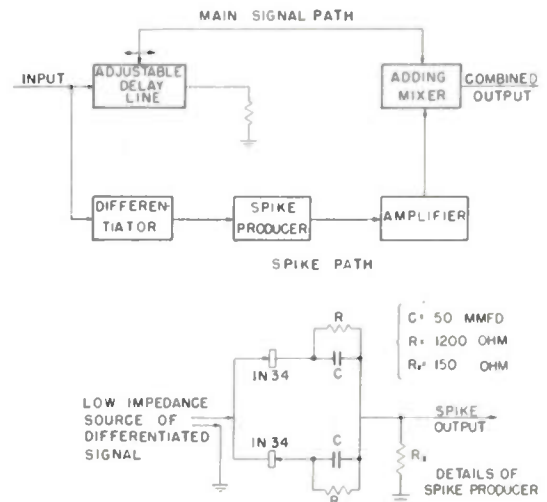 MAIN SIGNAL PATH
INPUT
ADJUSTABLE
DELAY
LINE
ADDING
MIXER
COMBINED
OUTPUT
DIFFEREN-
TIATOR
SPIKE
PRODUCER
AMPLIFIER
SPIKE PATH
R
C
IN 34
C = 50 MMFD
R = 1200 OHM
R₂ = 150 OHM
LOW IMPEDANCE
SOURCE OF
DIFFERENTIATED
SIGNAL
IN 34
C
R
SPIKE
OUTPUT
R₂
DETAILS OF
SPIKE PRODUCER